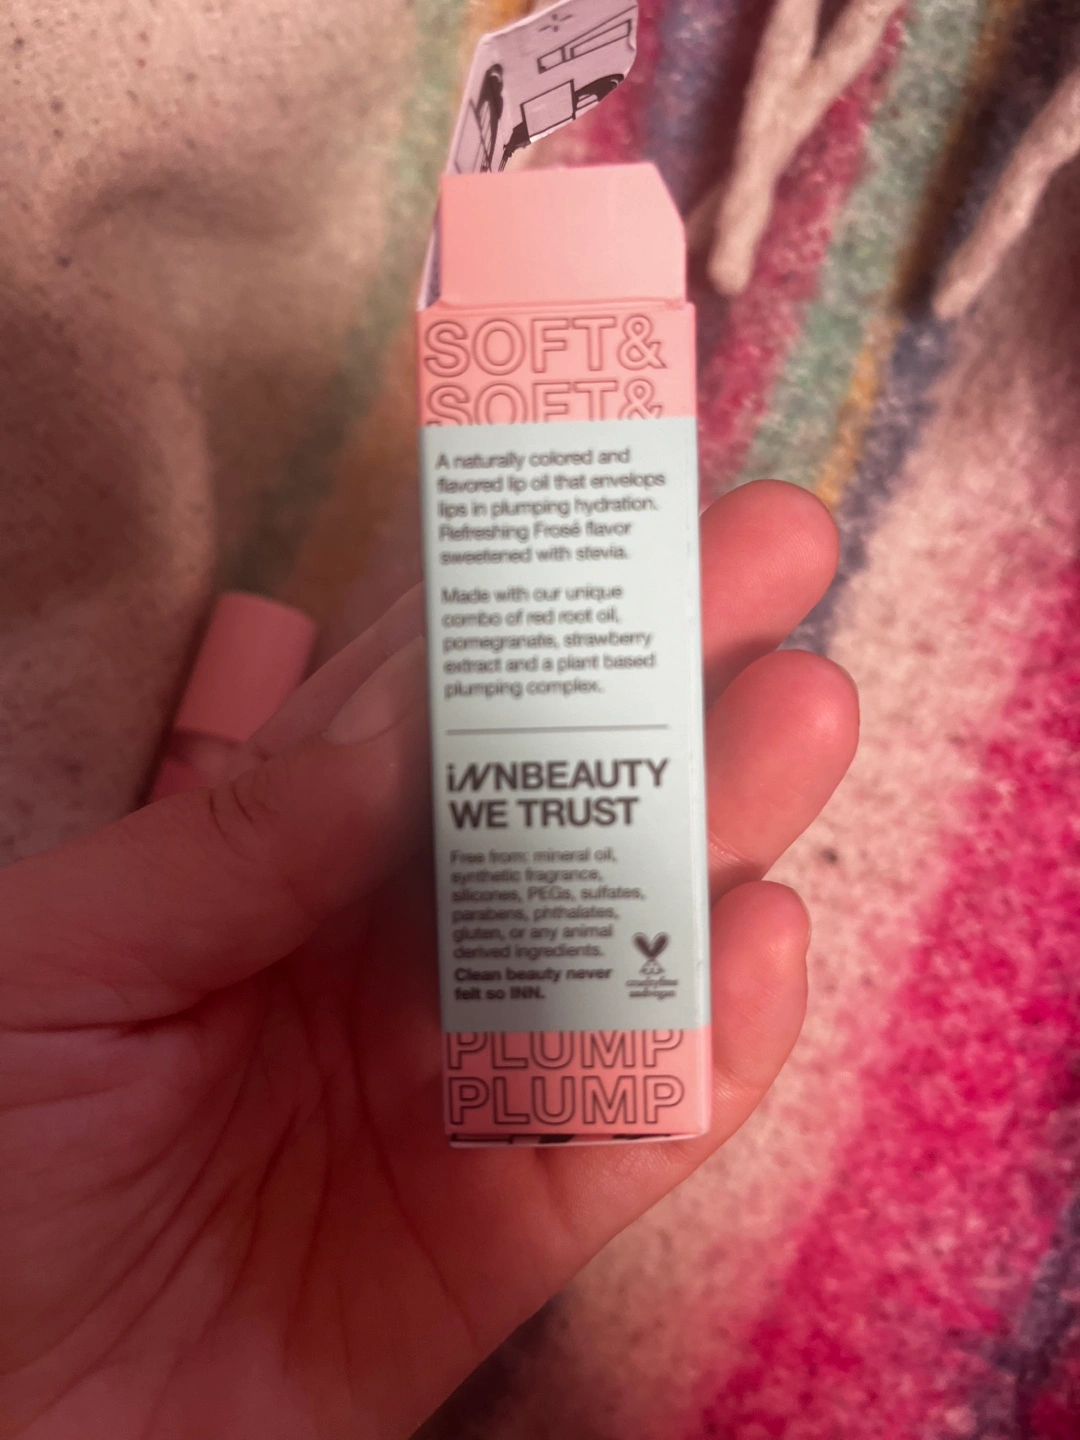 SOFT&
SOFT&
A naturally colored and
flavored lip oil that envelops
lips in plumping hydration.
Refreshing Frosé flavor
sweetened with stevia.
Made with our unique
combo of red root oil,
pomegranate, strawberry
extract and a plant based
plumping complex.
iNNBEAUTY
WE TRUST
Free from: mineral oil,
synthetic fragrance,
silicones, PEGs, sulfates,
parabens, phthalates,
gluten, or any animal
derived ingredients.
Clean beauty never
felt so INN.
crueltyfree
and vegan
PLUMP
PLUMP